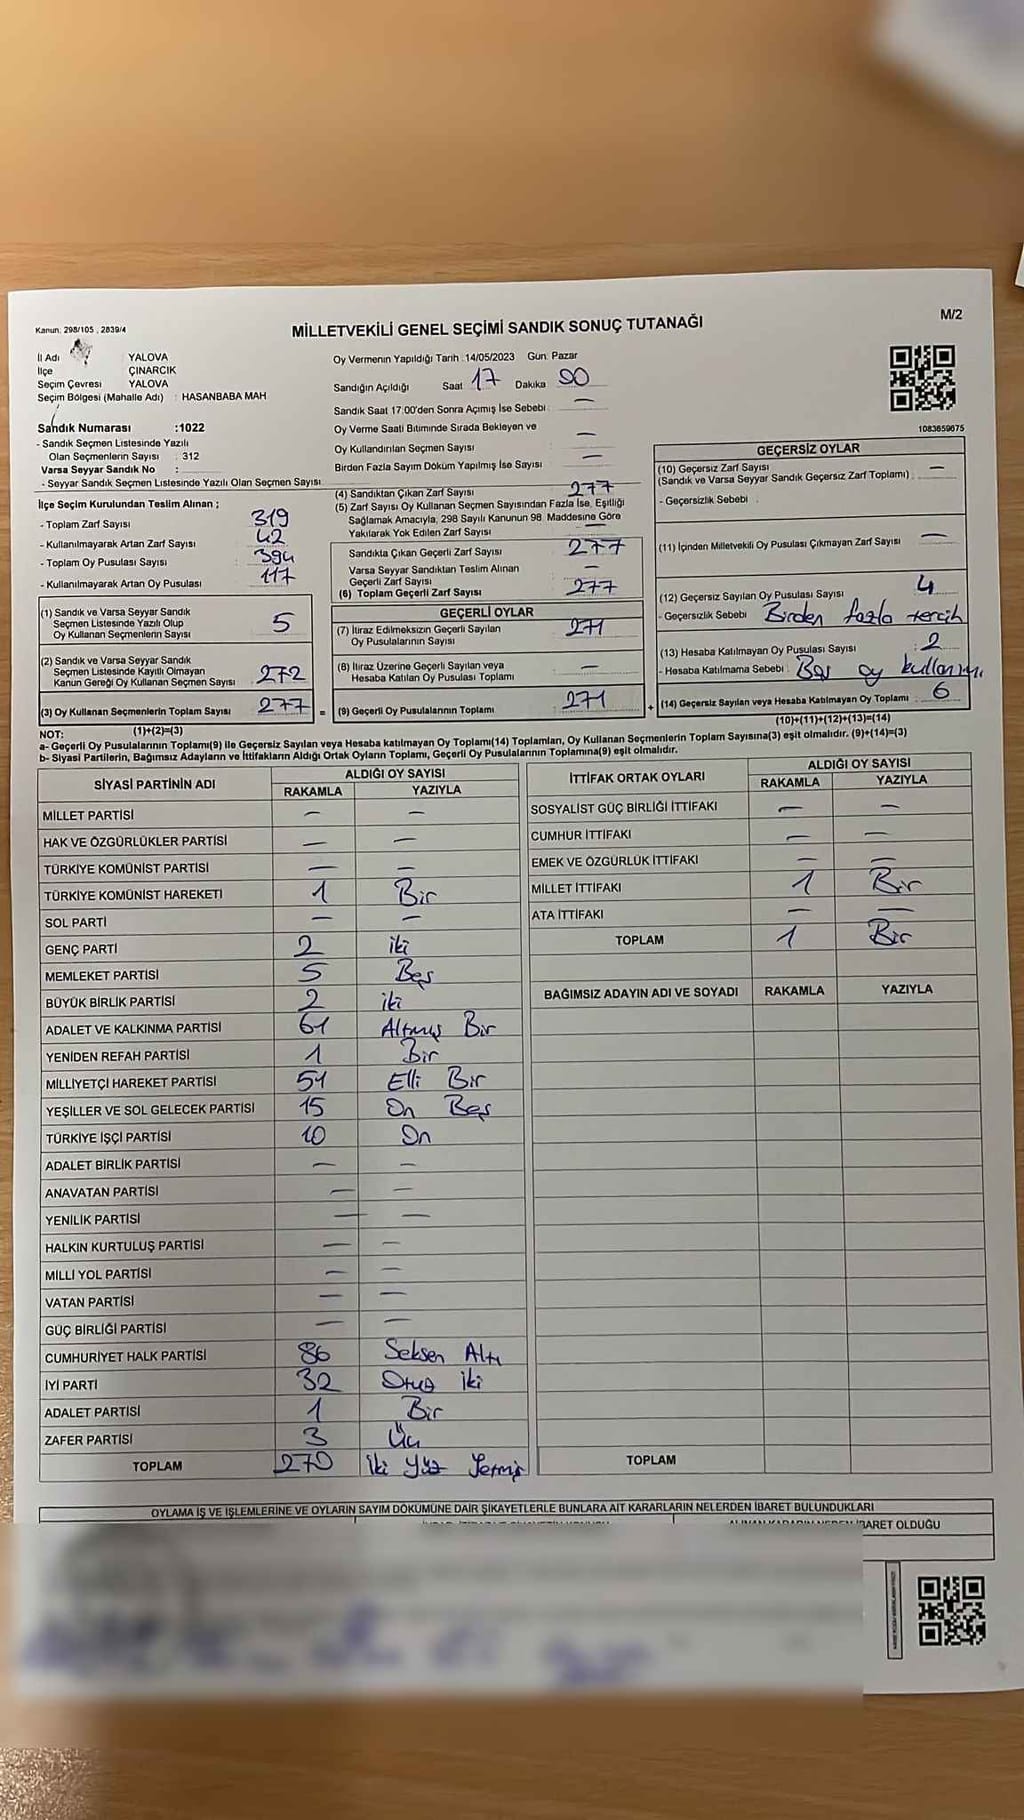 Kanun: 298/105 , 2839/4
MİLLETVEKİLİ GENEL SEÇİMİ SANDIK SONUÇ TUTANAĞI
M/2
İl Adı YALOVA
İlçe ÇINARCIK
Seçim Çevresi YALOVA
Seçim Bölgesi (Mahalle Adı) : HASANBABA MAH
Sandık Numarası :1022
- Sandık Seçmen Listesinde Yazılı
Olan Seçmenlerin Sayısı : 312
Varsa Seyyar Sandık No :
- Seyyar Sandık Seçmen Listesinde Yazılı Olan Seçmen Sayısı
Oy Vermenin Yapıldığı Tarih :14/05/2023 Gün: Pazar
Sandığın Açıldığı Saat 17 Dakika 00
Sandık Saat 17:00'den Sonra Açımış İse Sebebi : —
Oy Verme Saati Bitiminde Sırada Bekleyen ve
Oy Kullandırılan Seçmen Sayısı —
Birden Fazla Sayım Döküm Yapılmış İse Sayısı —
1083659675
İlçe Seçim Kurulundan Teslim Alınan ;
- Toplam Zarf Sayısı 319
- Kullanılmayarak Artan Zarf Sayısı 42
- Toplam Oy Pusulası Sayısı 394
- Kullanılmayarak Artan Oy Pusulası 117
(1) Sandık ve Varsa Seyyar Sandık
Seçmen Listesinde Yazılı Olup
Oy Kullanan Seçmenlerin Sayısı 5
(2) Sandık ve Varsa Seyyar Sandık
Seçmen Listesinde Kayıtlı Olmayan
Kanun Gereği Oy Kullanan Seçmen Sayısı 272
(3) Oy Kullanan Seçmenlerin Toplam Sayısı 277 =
(1)+(2)=(3)
(4) Sandıktan Çıkan Zarf Sayısı 277
(5) Zarf Sayısı Oy Kullanan Seçmen Sayısından Fazla İse, Eşitliği
Sağlamak Amacıyla, 298 Sayılı Kanunun 98. Maddesine Göre
Yakılarak Yok Edilen Zarf Sayısı —
Sandıkta Çıkan Geçerli Zarf Sayısı 277
Varsa Seyyar Sandıktan Teslim Alınan
Geçerli Zarf Sayısı —
(6) Toplam Geçerli Zarf Sayısı 277
GEÇERLİ OYLAR
(7) İtiraz Edilmeksizin Geçerli Sayılan
Oy Pusulalarının Sayısı 271
(8) İtiraz Üzerine Geçerli Sayılan veya
Hesaba Katılan Oy Pusulası Toplamı —
(9) Geçerli Oy Pusulalarının Toplamı 271 +
GEÇERSİZ OYLAR
(10) Geçersiz Zarf Sayısı —
(Sandık ve Varsa Seyyar Sandık Geçersiz Zarf Toplamı)
- Geçersizlik Sebebi :
(11) İçinden Milletvekili Oy Pusulası Çıkmayan Zarf Sayısı —
(12) Geçersiz Sayılan Oy Pusulası Sayısı 4
- Geçersizlik Sebebi : Birden fazla tercih
(13) Hesaba Katılmayan Oy Pusulası Sayısı : 2
- Hesaba Katılmama Sebebi : Boş oy kullanımı
(14) Geçersiz Sayılan veya Hesaba Katılmayan Oy Toplamı 6
(10)+(11)+(12)+(13)=(14)
NOT:
a- Geçerli Oy Pusulalarının Toplamı(9) ile Geçersiz Sayılan veya Hesaba katılmayan Oy Toplamı(14) Toplamları, Oy Kullanan Seçmenlerin Toplam Sayısına(3) eşit olmalıdır. (9)+(14)=(3)
b- Siyasi Partilerin, Bağımsız Adayların ve İttifakların Aldığı Ortak Oyların Toplamı, Geçerli Oy Pusulalarının Toplamına(9) eşit olmalıdır.
SİYASİ PARTİNİN ADI ALDIĞI OY SAYISI
RAKAMLA YAZIYLA
MİLLET PARTİSİ — —
HAK VE ÖZGÜRLÜKLER PARTİSİ — —
TÜRKİYE KOMÜNİST PARTİSİ — —
TÜRKİYE KOMÜNİST HAREKETİ 1 Bir
SOL PARTİ — —
GENÇ PARTİ 2 iki
MEMLEKET PARTİSİ 5 Beş
BÜYÜK BİRLİK PARTİSİ 2 iki
ADALET VE KALKINMA PARTİSİ 61 Altmış Bir
YENİDEN REFAH PARTİSİ 1 Bir
MİLLİYETÇİ HAREKET PARTİSİ 51 Elli Bir
YEŞİLLER VE SOL GELECEK PARTİSİ 15 On Beş
TÜRKİYE İŞÇİ PARTİSİ 10 On
ADALET BİRLİK PARTİSİ — —
ANAVATAN PARTİSİ — —
YENİLİK PARTİSİ — —
HALKIN KURTULUŞ PARTİSİ — —
MİLLİ YOL PARTİSİ — —
VATAN PARTİSİ — —
GÜÇ BİRLİĞİ PARTİSİ — —
CUMHURİYET HALK PARTİSİ 86 Seksen Altı
İYİ PARTİ 32 Otuz iki
ADALET PARTİSİ 1 Bir
ZAFER PARTİSİ 3 Üç
TOPLAM 270 iki Yüz Yetmiş
İTTİFAK ORTAK OYLARI ALDIĞI OY SAYISI
RAKAMLA YAZIYLA
SOSYALİST GÜÇ BİRLİĞİ İTTİFAKI — —
CUMHUR İTTİFAKI — —
EMEK VE ÖZGÜRLÜK İTTİFAKI — —
MİLLET İTTİFAKI 1 Bir
ATA İTTİFAKI — —
TOPLAM 1 Bir
BAĞIMSIZ ADAYIN ADI VE SOYADI RAKAMLA YAZIYLA
TOPLAM
OYLAMA İŞ VE İŞLEMLERİNE VE OYLARIN SAYIM DÖKÜMÜNE DAİR ŞİKAYETLERLE BUNLARA AİT KARARLARIN NELERDEN İBARET BULUNDUKLARI
İBARET OLDUĞU